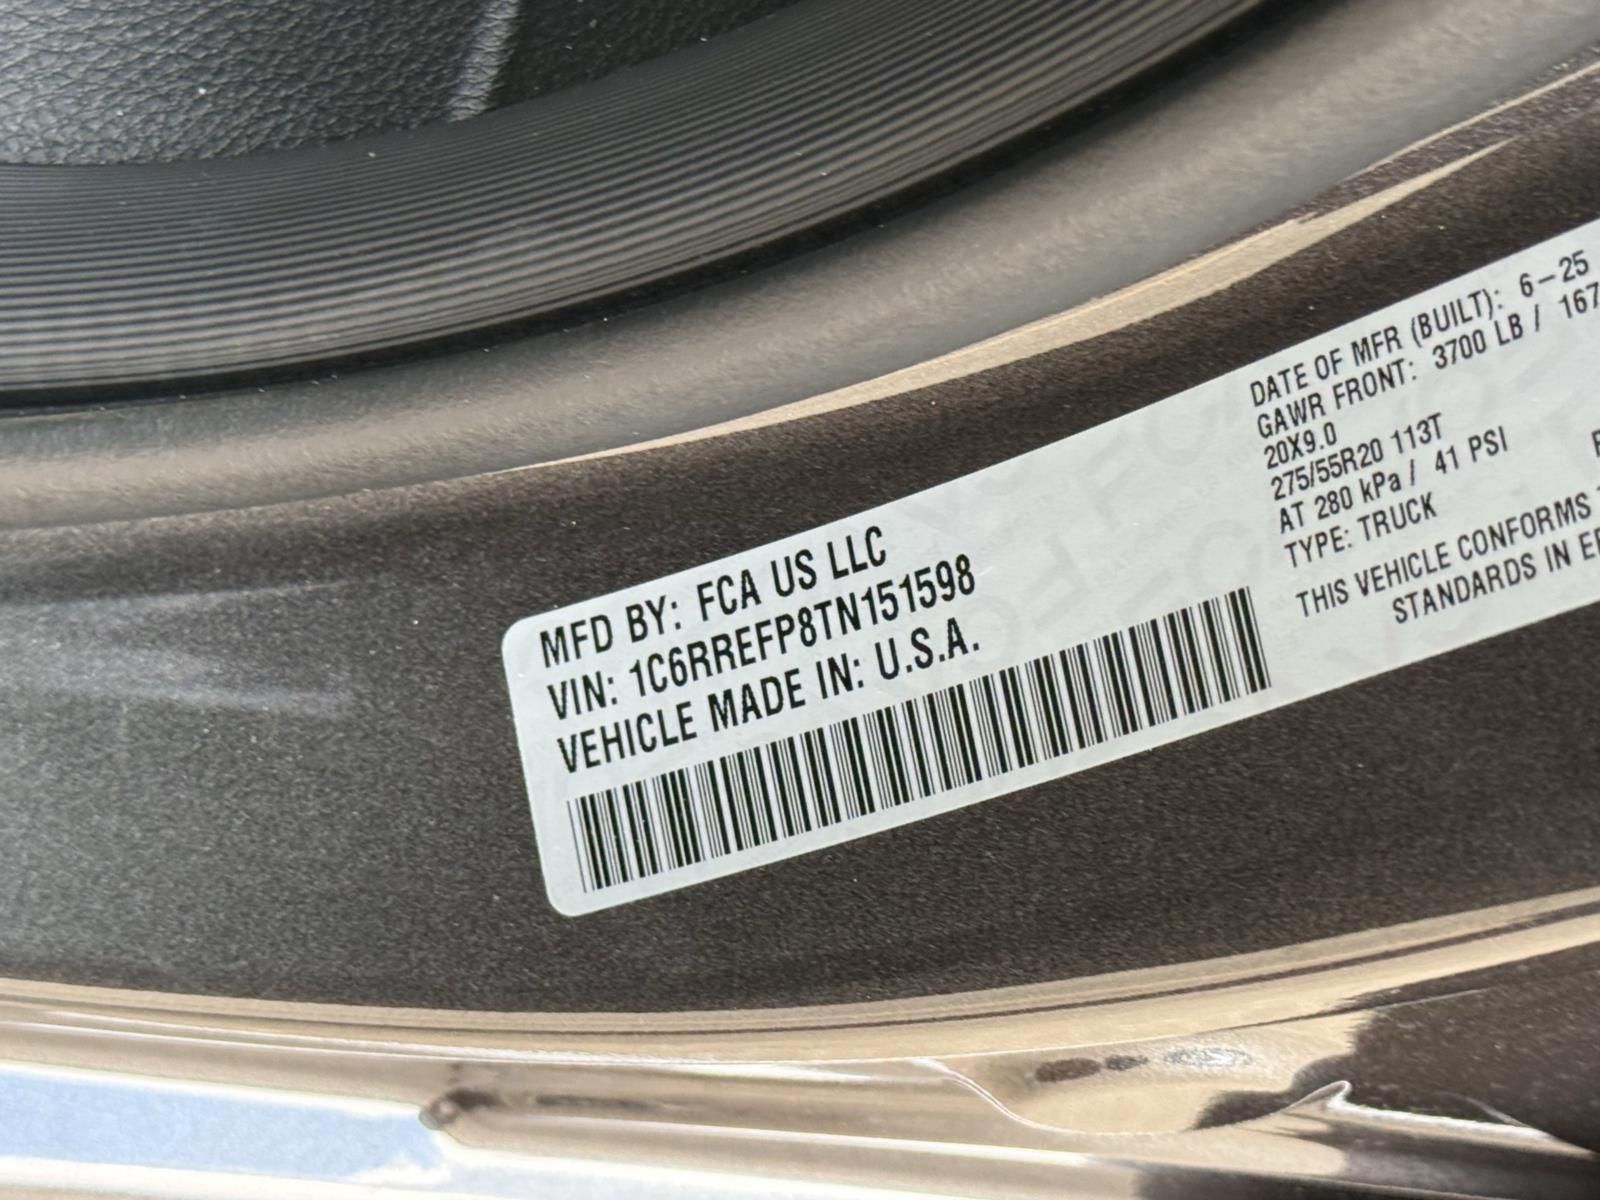 MFD BY: FCA US LLC
VIN: 1C6RREFP8TN151598
VEHICLE MADE IN: U.S.A.
DATE OF MFR (BUILT): 6-25
GAWR FRONT: 3700 LB / 167
20X9.0
275/55R20 113T
AT 280 kPa / 41 PSI
TYPE: TRUCK
THIS VEHICLE CONFORMS
STANDARDS IN